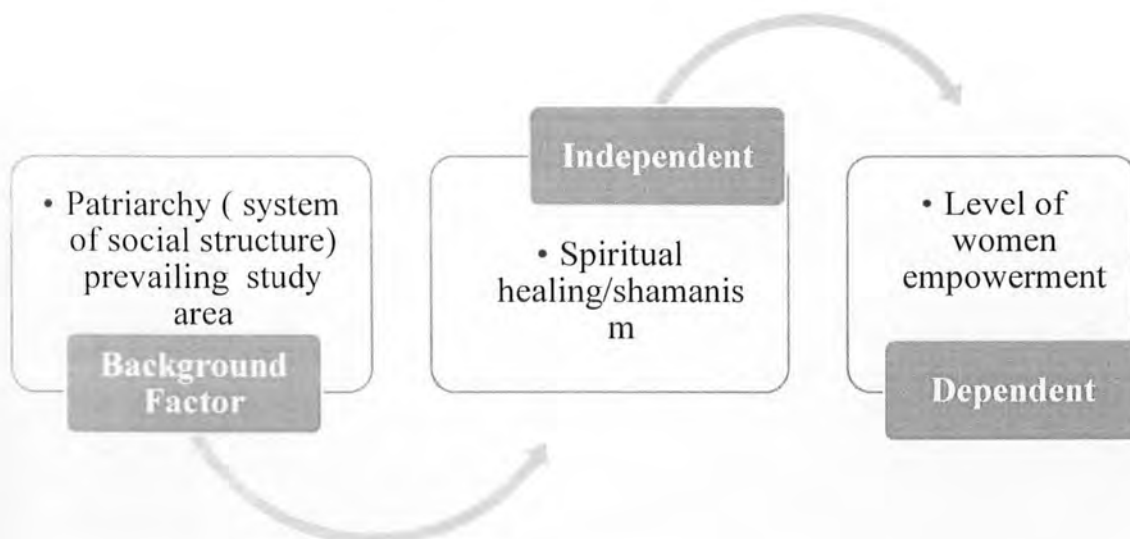 • Patriarchy ( system
of social structure)
prevailing study
area
Background
Factor
Independent
• Spiritual
healing/shamanis
m
• Level of
women
empowerment
Dependent